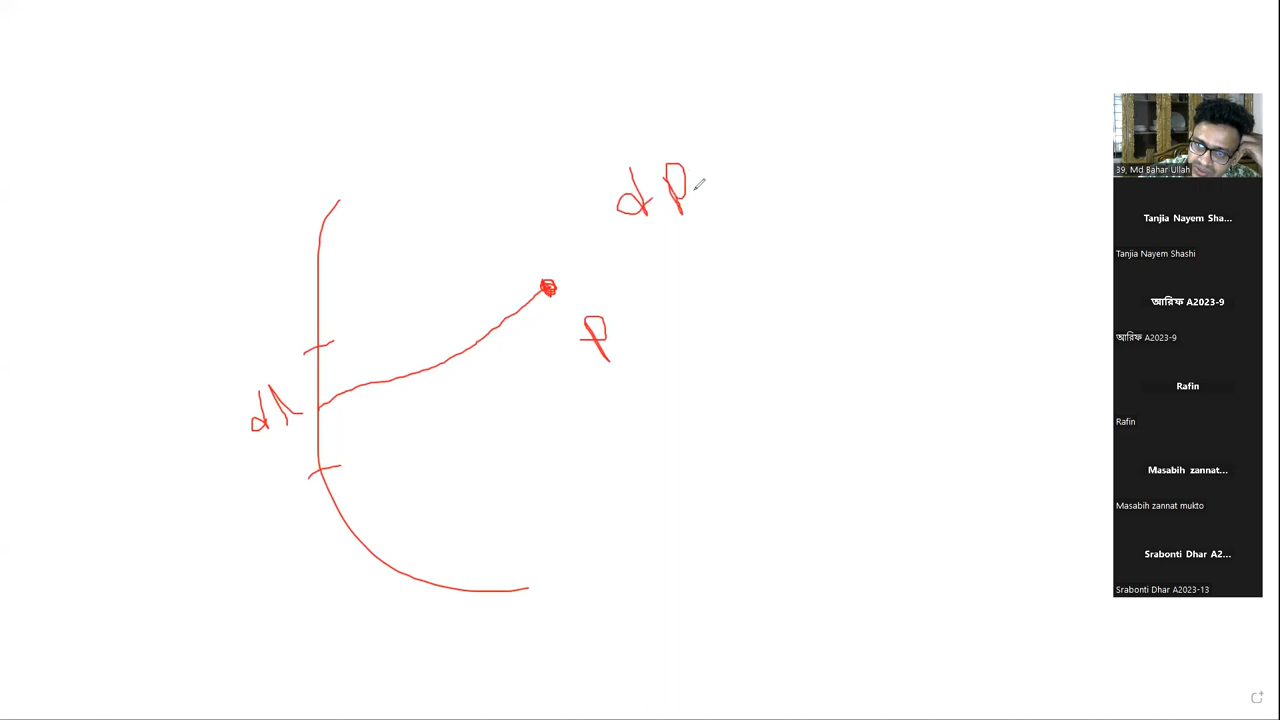 dP
P
dl
39, Md Bahar Ullah
Tanjia Nayem Sha...
Tanjia Nayem Shashi
আরিফ A2023-9
আরিফ A2023-9
Rafin
Rafin
Masabih zannat...
Masabih zannat mukto
Srabonti Dhar A2...
Srabonti Dhar A2023-13